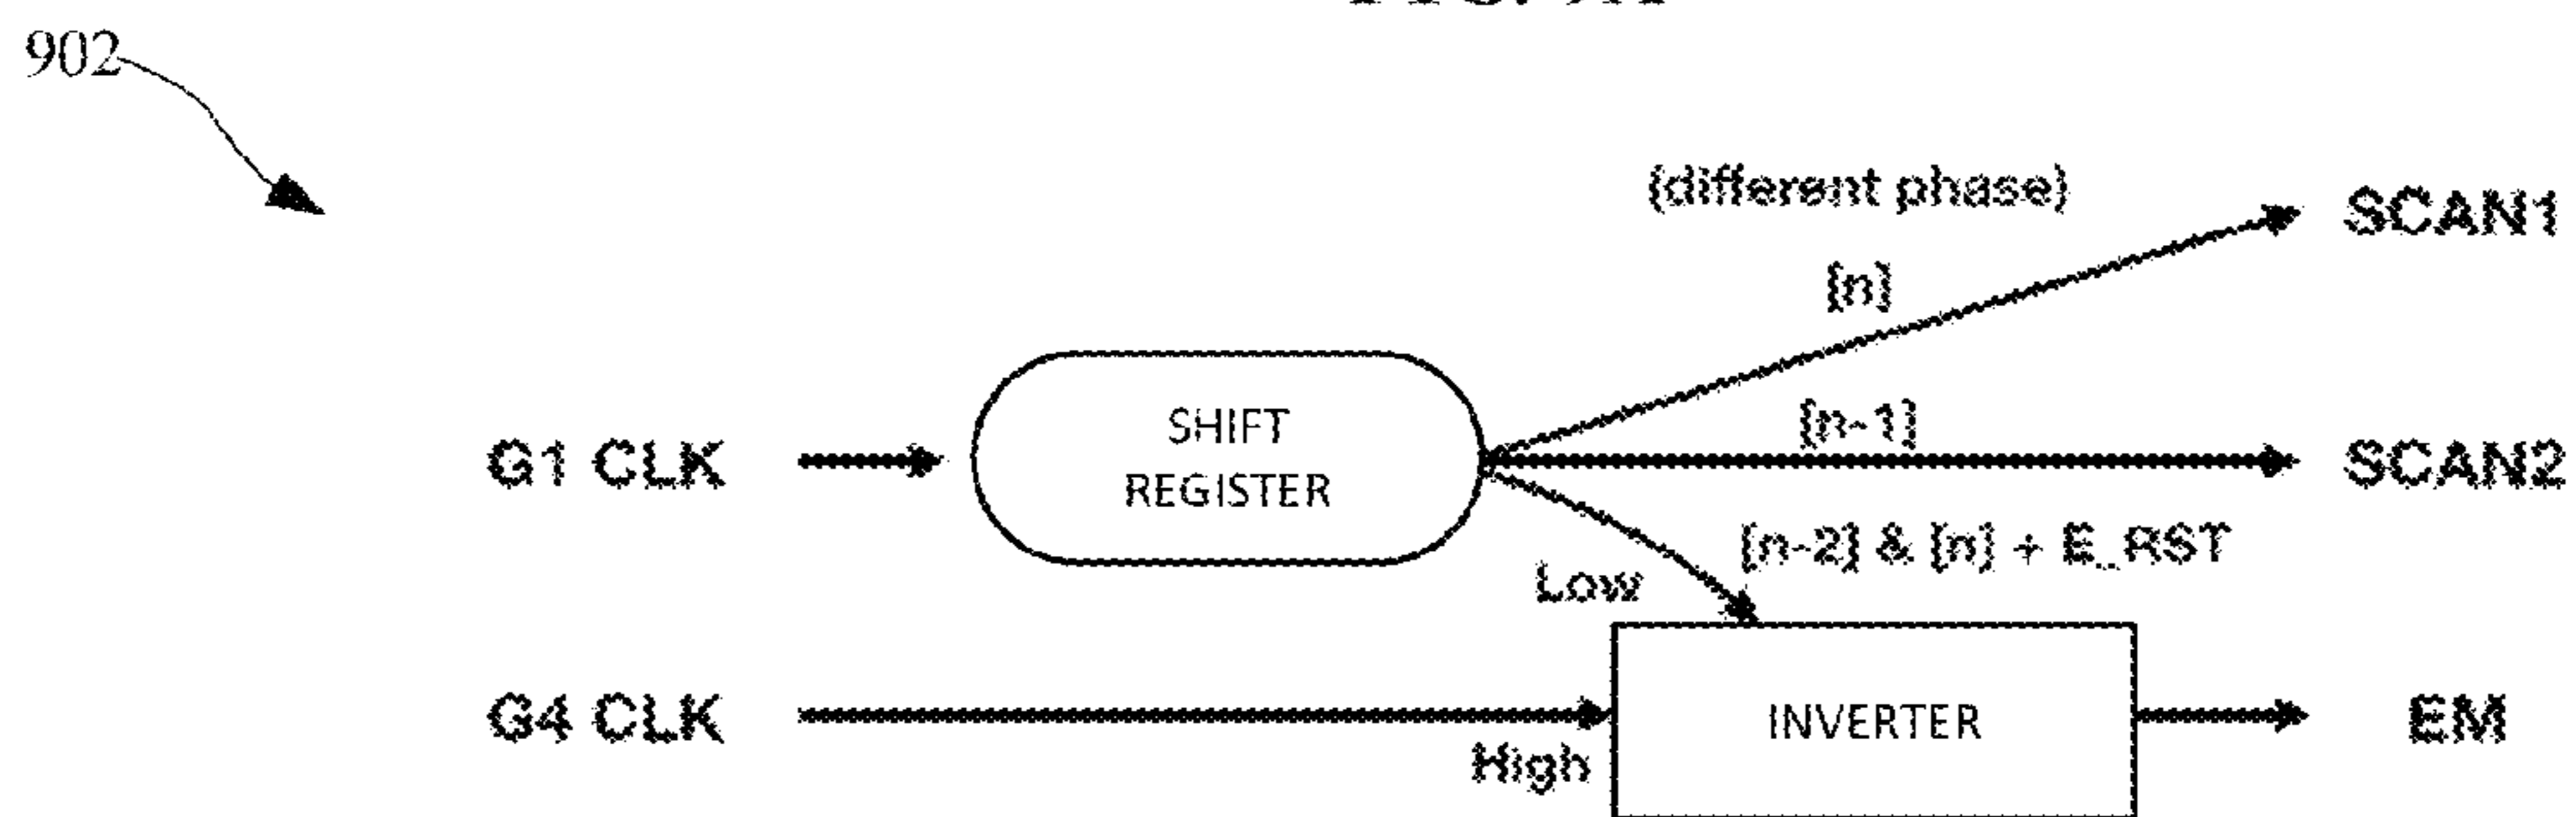 902
(different phase)
SCAN1
[n]
SHIFT
REGISTER
[n-1]
G1 CLK
SCAN2
[n-2] & [n] + E_RST
Low
G4 CLK
INVERTER
EM
High